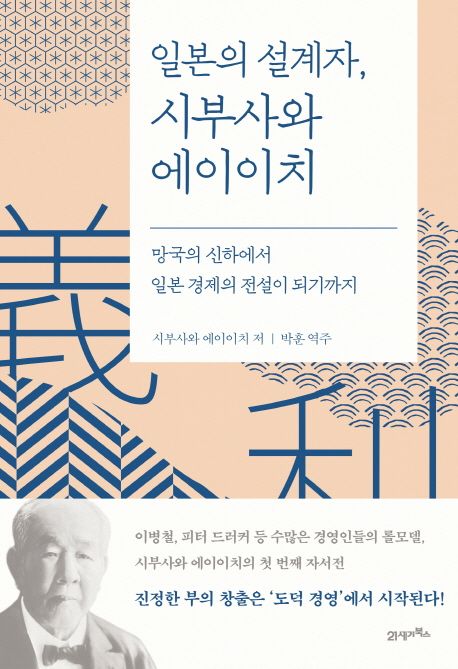 일본의 설계자,
시부사와
에이이치
망국의 신하에서
일본 경제의 전설이 되기까지
시부사와 에이이치 저 | 박훈 역주
義
利
이병철, 피터 드러커 등 수많은 경영인들의 롤모델,
시부사와 에이이치의 첫 번째 자서전
진정한 부의 창출은 ‘도덕 경영’에서 시작된다!
21세기북스